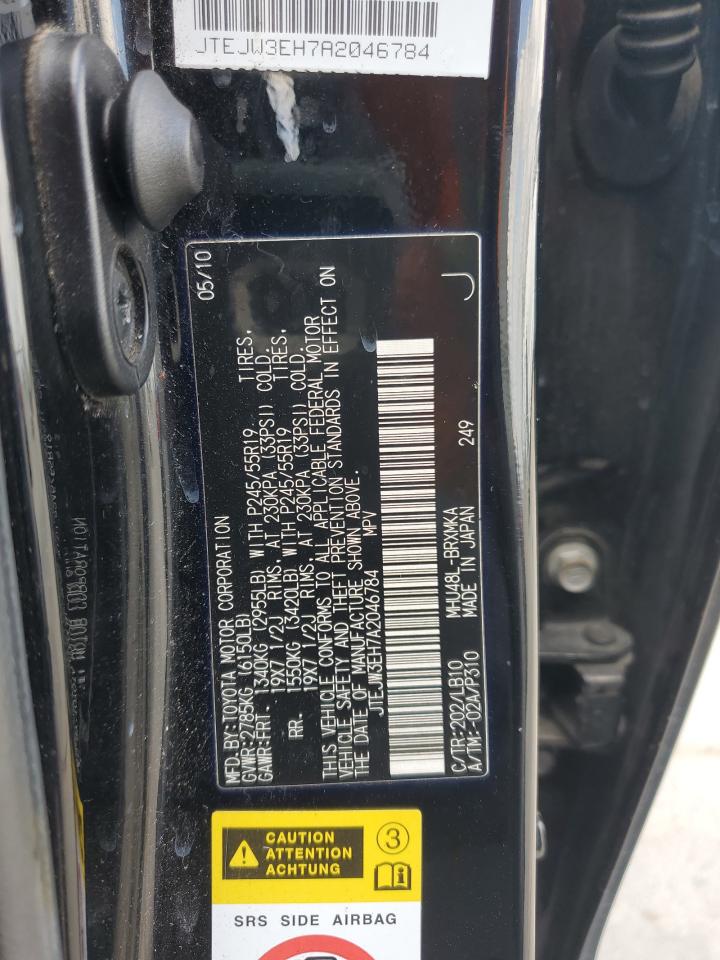 JTEJW3EH7A2046784
MFD.BY:TOYOTA MOTOR CORPORATION 05/10
GVWR:2785KG (6150LB)
GAWR:FRT. 1340KG (2955LB) WITH P245/55R19 TIRES,
19X7 1/2J RIMS, AT 230KPA (33PSI) COLD.
RR. 1550KG (3420LB) WITH P245/55R19 TIRES,
19X7 1/2J RIMS, AT 230KPA (33PSI) COLD.
THIS VEHICLE CONFORMS TO ALL APPLICABLE FEDERAL MOTOR
VEHICLE SAFETY AND THEFT PREVENTION STANDARDS IN EFFECT ON
THE DATE OF MANUFACTURE SHOWN ABOVE.
JTEJW3EH7A2046784 MPV
C/TR:202/LB10 MHU48L-BRXMKA 249 J
A/TM:-02A/P310 MADE IN JAPAN
CAUTION
ATTENTION
ACHTUNG
3
SRS SIDE AIRBAG